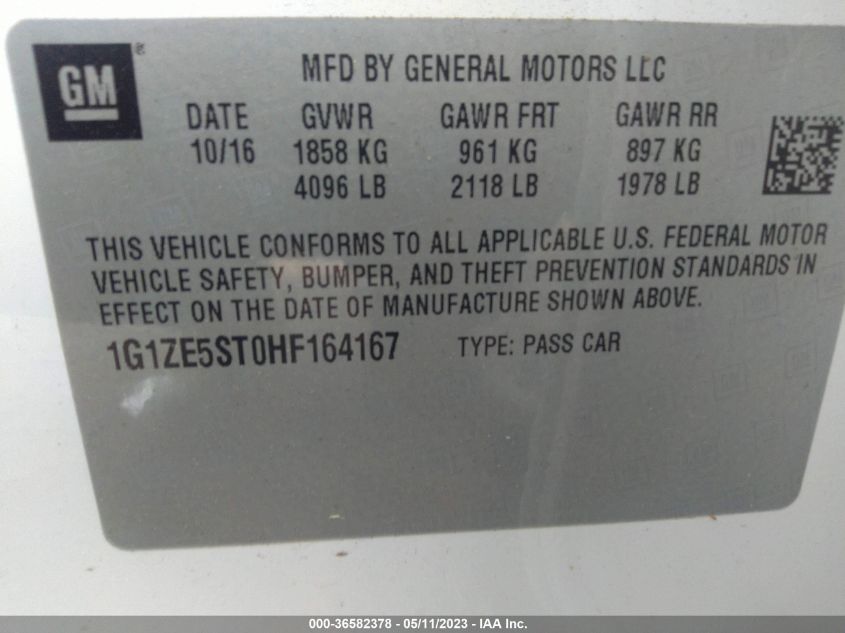 GM ®
MFD BY GENERAL MOTORS LLC
DATE GVWR GAWR FRT GAWR RR
10/16 1858 KG 961 KG 897 KG
4096 LB 2118 LB 1978 LB
THIS VEHICLE CONFORMS TO ALL APPLICABLE U.S. FEDERAL MOTOR
VEHICLE SAFETY, BUMPER, AND THEFT PREVENTION STANDARDS IN
EFFECT ON THE DATE OF MANUFACTURE SHOWN ABOVE.
1G1ZE5ST0HF164167 TYPE: PASS CAR
000-36582378 - 05/11/2023 - IAA Inc.